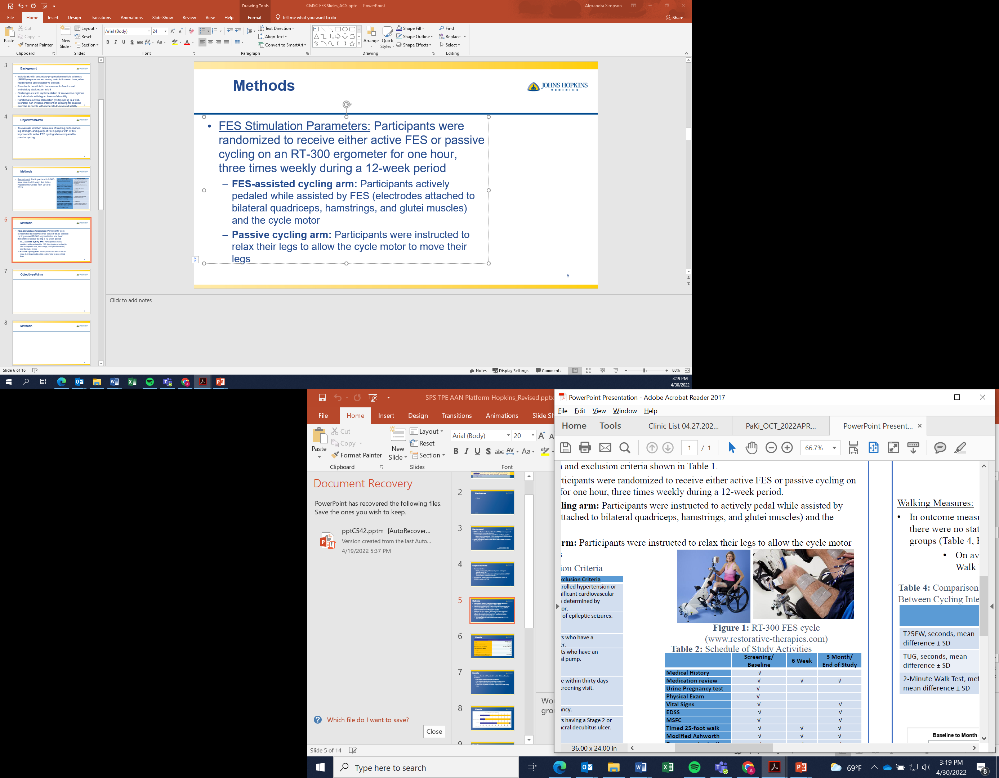 Drawing Tools
CMSC FES Slides_ACS.pptx - PowerPoint
Alexandra Simpson
File Home Insert Design Transitions Animations Slide Show Review View Help Format Tell me what you want to do Share
Paste
Cut
Copy
Format Painter
Clipboard
New Slide
Layout
Reset
Section
Slides
Arial (Body) 24
B I U S abc AV Aa A
Font
Text Direction
Align Text
Convert to SmartArt
Paragraph
Arrange
Quick Styles
Shape Fill
Shape Outline
Shape Effects
Drawing
Find
Replace
Select
Editing
3
Background
• Individuals with secondary progressive multiple sclerosis
(SPMS) experience worsening ambulation over time, often
requiring the use of assistive devices
• Exercise is beneficial in improvement of motor and
ambulatory dysfunction in MS
• Challenges exist in implementation of an exercise regimen
for individuals with higher levels of disability
• Functional electrical stimulation (FES) cycling is a well-
tolerated, non-invasive intervention allowing for assisted
exercise in people with moderate-to-severe disability
4
Objectives/Aims
• To evaluate whether measures of walking performance,
leg strength, and quality of life in people with SPMS
improve with active FES cycling when compared to
passive cycling
5
Methods
• Recruitment: Participants with SPMS
were recruited through the Johns
Hopkins MS Center from 2012 to
2019
6
Methods
• FES Stimulation Parameters: Participants were
randomized to receive either active FES or passive
cycling on an RT-300 ergometer for one hour,
three times weekly during a 12-week period
– FES-assisted cycling arm: Participants actively
pedaled while assisted by FES (electrodes attached to
bilateral quadriceps, hamstrings, and glutei muscles)
and the cycle motor
– Passive cycling arm: Participants were instructed to
relax their legs to allow the cycle motor to move their
legs
7
Objectives/Aims
8
Methods
Methods
JOHNS HOPKINS
MEDICINE
• FES Stimulation Parameters: Participants were
randomized to receive either active FES or passive
cycling on an RT-300 ergometer for one hour,
three times weekly during a 12-week period
– FES-assisted cycling arm: Participants actively
pedaled while assisted by FES (electrodes attached to
bilateral quadriceps, hamstrings, and glutei muscles)
and the cycle motor
– Passive cycling arm: Participants were instructed to
relax their legs to allow the cycle motor to move their
legs
6
Click to add notes
Slide 6 of 16
Notes Display Settings Comments 88%
3:19 PM
4/30/2022
SPS TPE AAN Platform Hopkins_Revised.pptx
File Home Insert Design Transitions Animations Slide Sh
Paste
Cut
Copy
Format Painter
Clipboard
New Slide
Layout
Reset
Section
Slides
Arial (Body) 20
B I U S abc AV Aa
Font
Document Recovery
PowerPoint has recovered the following files.
Save the ones you wish to keep.
pptC542.pptm [AutoRecover...
Version created from the last Auto...
4/19/2022 5:37 PM
Which file do I want to save?
Close
2
Disclosures
3
Background
4
Objectives/Aims
5
Methods
6
Results
7
Results
8
Results
9
Wou
grou
Slide 5 of 14
PowerPoint Presentation - Adobe Acrobat Reader 2017
File Edit View Window Help
Home Tools Clinic List 04.27.202... PaKi_OCT_2022APR... PowerPoint Present... ×
1 / 1 66.7%
and exclusion criteria shown in Table 1.
ticipants were randomized to receive either active FES or passive cycling on
for one hour, three times weekly during a 12-week period.
ling arm: Participants were instructed to actively pedal while assisted by
ttached to bilateral quadriceps, hamstrings, and glutei muscles) and the
rm: Participants were instructed to relax their legs to allow the cycle motor
s
ion Criteria
xclusion Criteria
rolled hypertension or
nificant cardiovascular
s determined by
or.
of epileptic seizures.
s who have a
er.
ts who have an
al pump.
e within thirty days
creening visit.
ancy.
s having a Stage 2 or
acral decubitus ulcer.
Figure 1: RT-300 FES cycle
(www.restorative-therapies.com)
Table 2: Schedule of Study Activities
Screening/ Baseline 6 Week 3 Month/ End of Study
Medical History √
Medication review √ √ √
Urine Pregnancy test √
Physical Exam √
Vital Signs √ √
EDSS √ √
MSFC √ √
Timed 25-foot walk √ √ √
Modified Ashworth √ √ √
Walking Measures:
• In outcome measu
there were no stat
groups (Table 4, F
• On av
Walk
Table 4: Comparison
Between Cycling Inte
T25FW, seconds, mean
difference ± SD
TUG, seconds, mean
difference ± SD
2-Minute Walk Test, met
mean difference ± SD
Baseline to Month
36.00 x 24.00 in
Type here to search
69°F
3:19 PM
4/30/2022
8